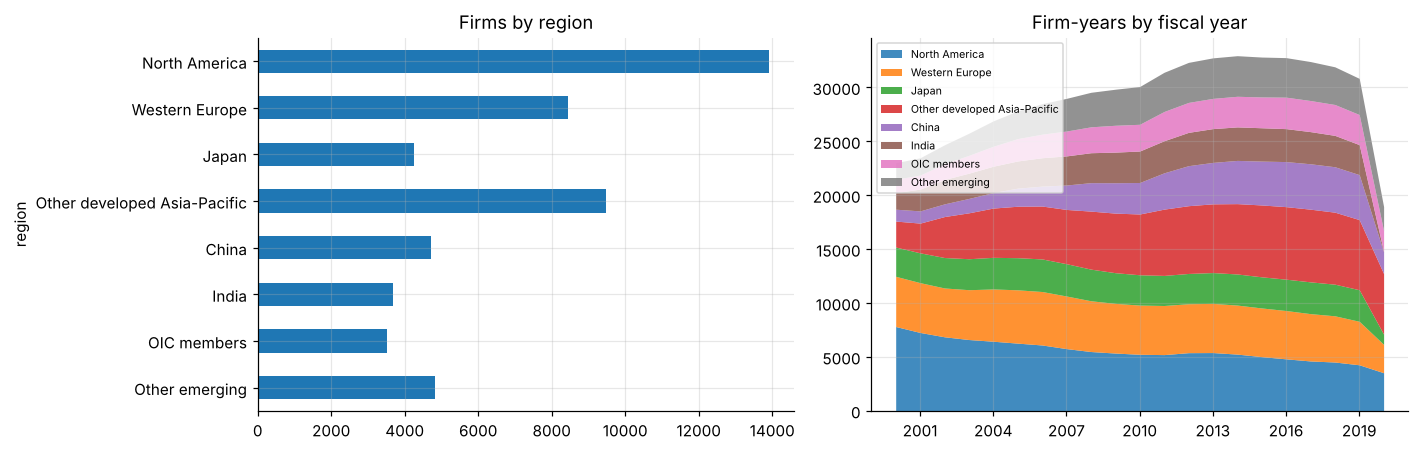 Firms by region
region
North America
Western Europe
Japan
Other developed Asia-Pacific
China
India
OIC members
Other emerging
0 2000 4000 6000 8000 10000 12000 14000
Firm-years by fiscal year
North America
Western Europe
Japan
Other developed Asia-Pacific
China
India
OIC members
Other emerging
30000
25000
20000
15000
10000
5000
0
2001 2004 2007 2010 2013 2016 2019